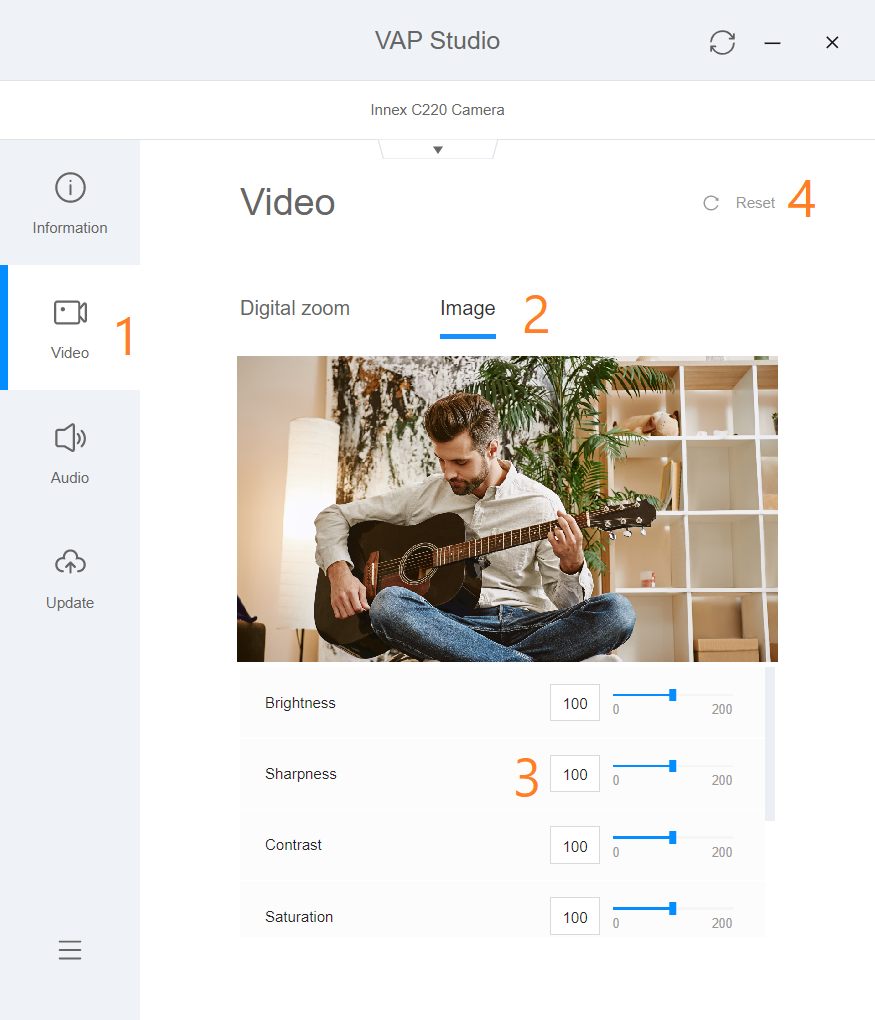 VAP Studio
Innex C220 Camera
Information
Video 1
Audio
Update
Video
Reset 4
Digital zoom
Image 2
Brightness 100
0 200
Sharpness 3 100
0 200
Contrast 100
0 200
Saturation 100
0 200